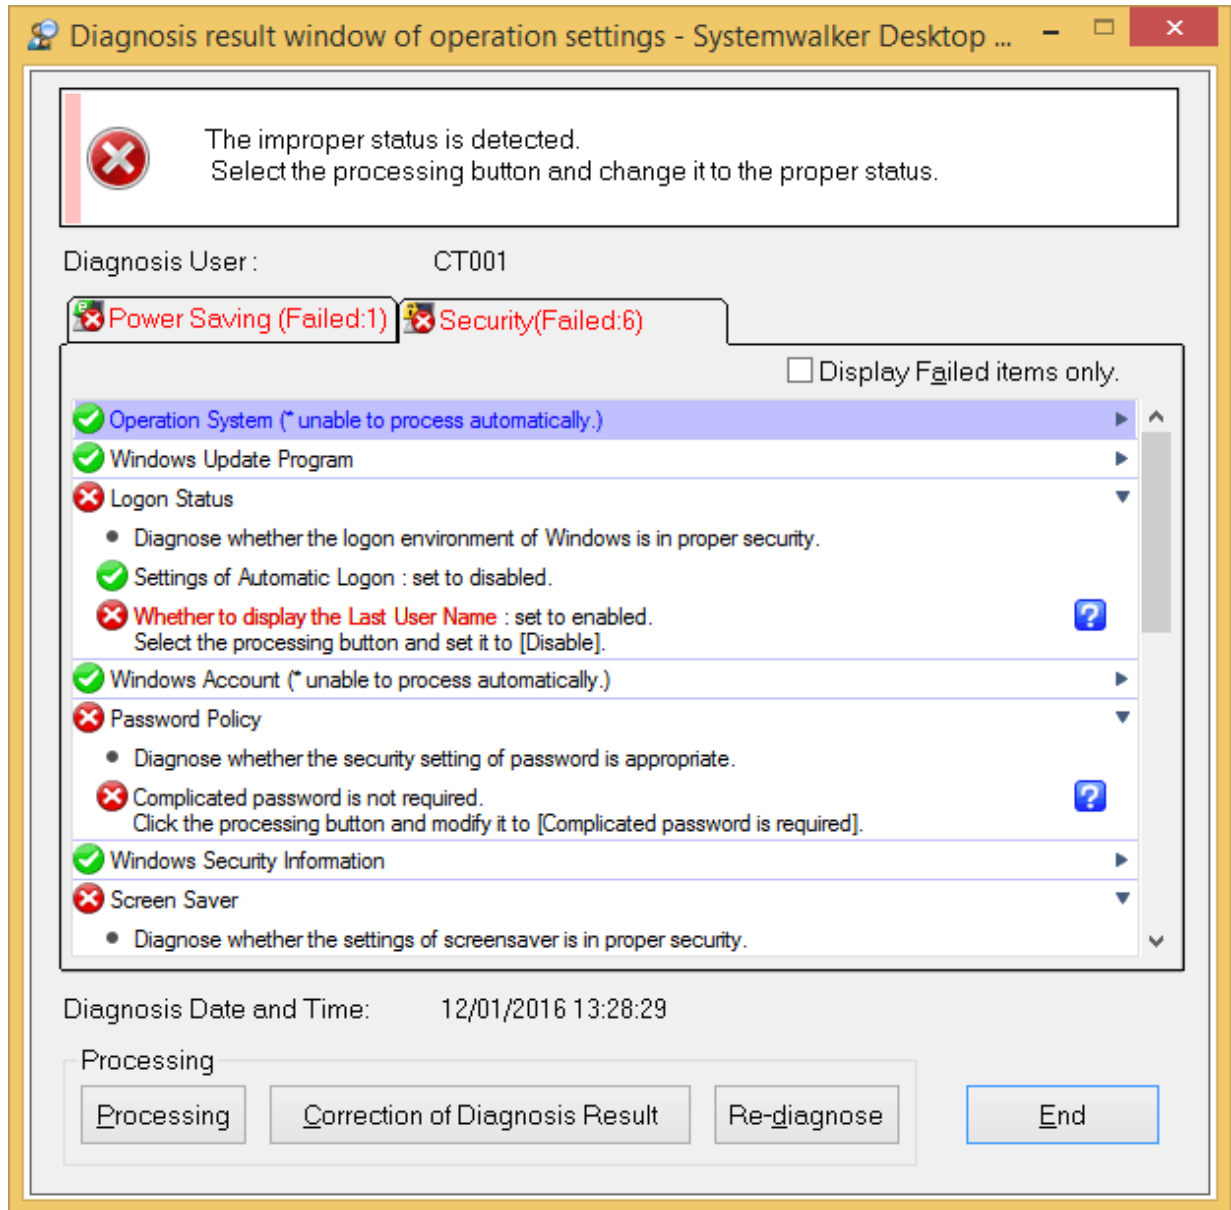 Diagnosis result window of operation settings - Systemwalker Desktop ...
The improper status is detected.
Select the processing button and change it to the proper status.
Diagnosis User : CT001
Power Saving (Failed:1) Security(Failed:6)
Display Failed items only.
Operation System (* unable to process automatically.)
Windows Update Program
Logon Status
• Diagnose whether the logon environment of Windows is in proper security.
Settings of Automatic Logon : set to disabled.
Whether to display the Last User Name : set to enabled.
Select the processing button and set it to [Disable].
Windows Account (* unable to process automatically.)
Password Policy
• Diagnose whether the security setting of password is appropriate.
Complicated password is not required.
Click the processing button and modify it to [Complicated password is required].
Windows Security Information
Screen Saver
• Diagnose whether the settings of screensaver is in proper security.
Diagnosis Date and Time: 12/01/2016 13:28:29
Processing
Processing Correction of Diagnosis Result Re-diagnose End